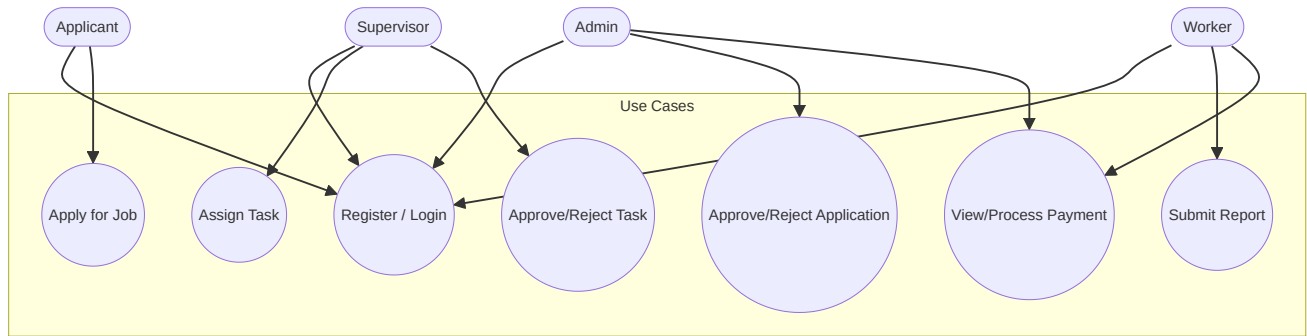 Applicant
Supervisor
Admin
Worker
Use Cases
Apply for Job
Assign Task
Register / Login
Approve/Reject Task
Approve/Reject Application
View/Process Payment
Submit Report